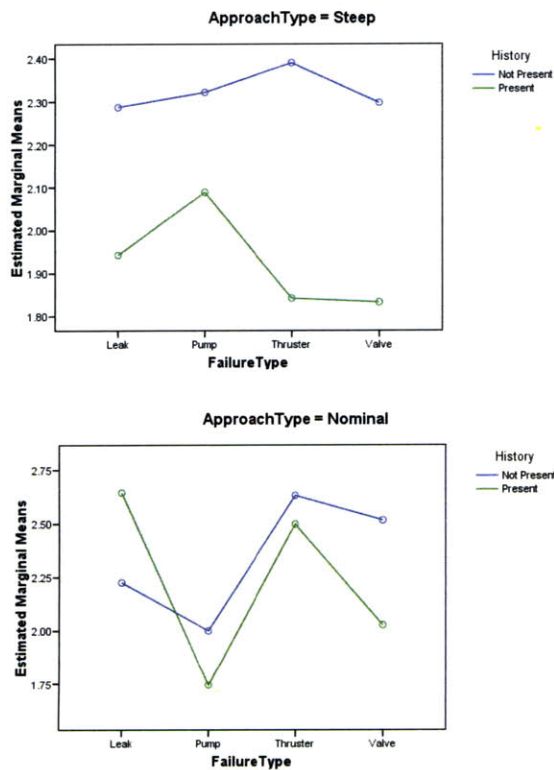 ApproachType = Steep
History
Not Present
Present
Estimated Marginal Means
2.40
2.30
2.20
2.10
2.00
1.90
1.80
Leak Pump Thruster Valve
FailureType
ApproachType = Nominal
History
Not Present
Present
Estimated Marginal Means
2.75
2.50
2.25
2.00
1.75
Leak Pump Thruster Valve
FailureType